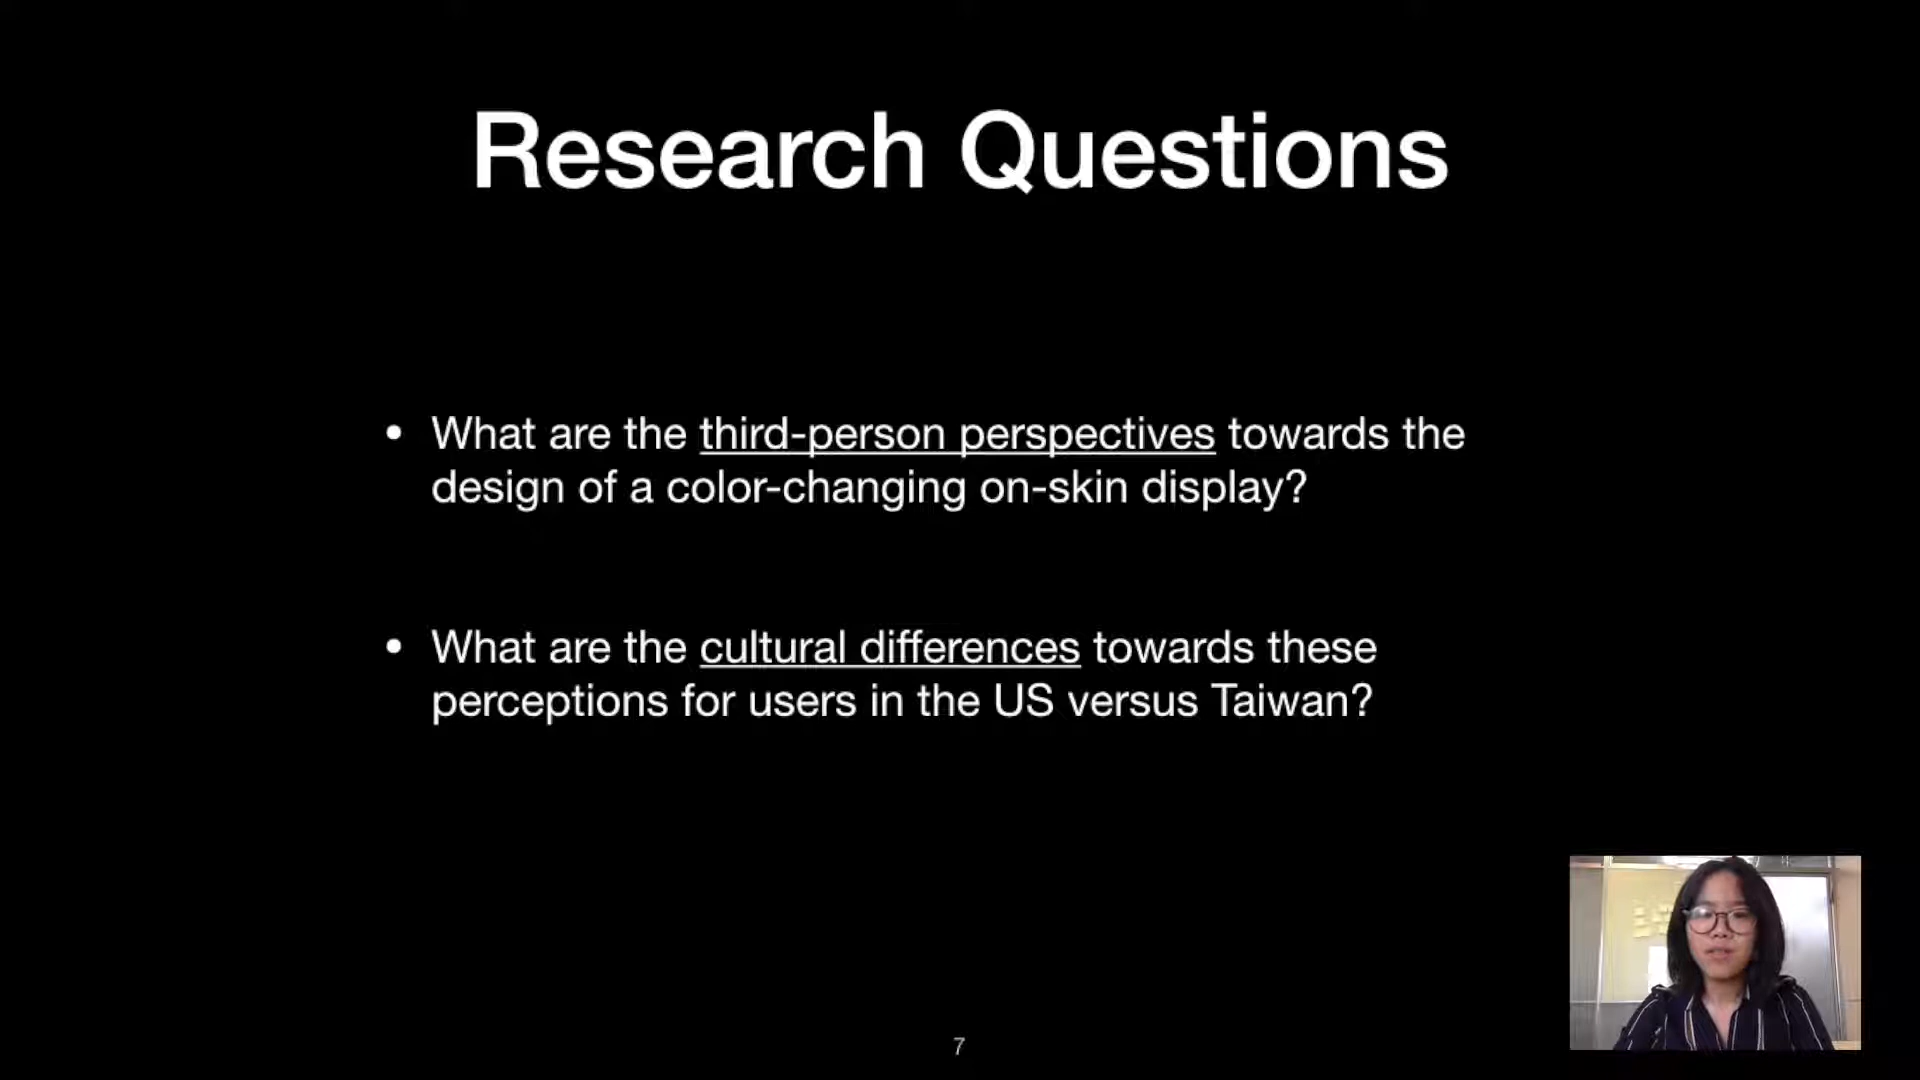 Research Questions
• What are the third-person perspectives towards the
design of a color-changing on-skin display?
• What are the cultural differences towards these
perceptions for users in the US versus Taiwan?
7